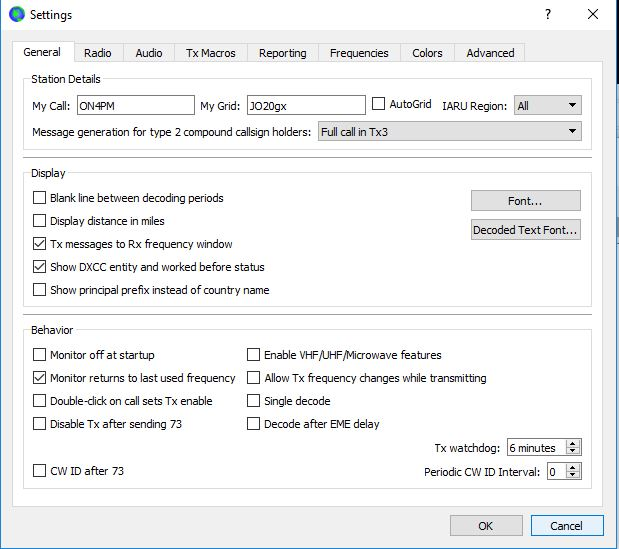 Settings
? 
General Radio Audio Tx Macros Reporting Frequencies Colors Advanced
Station Details
My Call: ON4PM My Grid: JO20gx AutoGrid IARU Region: All
Message generation for type 2 compound callsign holders: Full call in Tx3
Display
Blank line between decoding periods Font...
Display distance in miles Decoded Text Font...
Tx messages to Rx frequency window
Show DXCC entity and worked before status
Show principal prefix instead of country name
Behavior
Monitor off at startup Enable VHF/UHF/Microwave features
Monitor returns to last used frequency Allow Tx frequency changes while transmitting
Double-click on call sets Tx enable Single decode
Disable Tx after sending 73 Decode after EME delay
Tx watchdog: 6 minutes
CW ID after 73 Periodic CW ID Interval: 0
OK Cancel